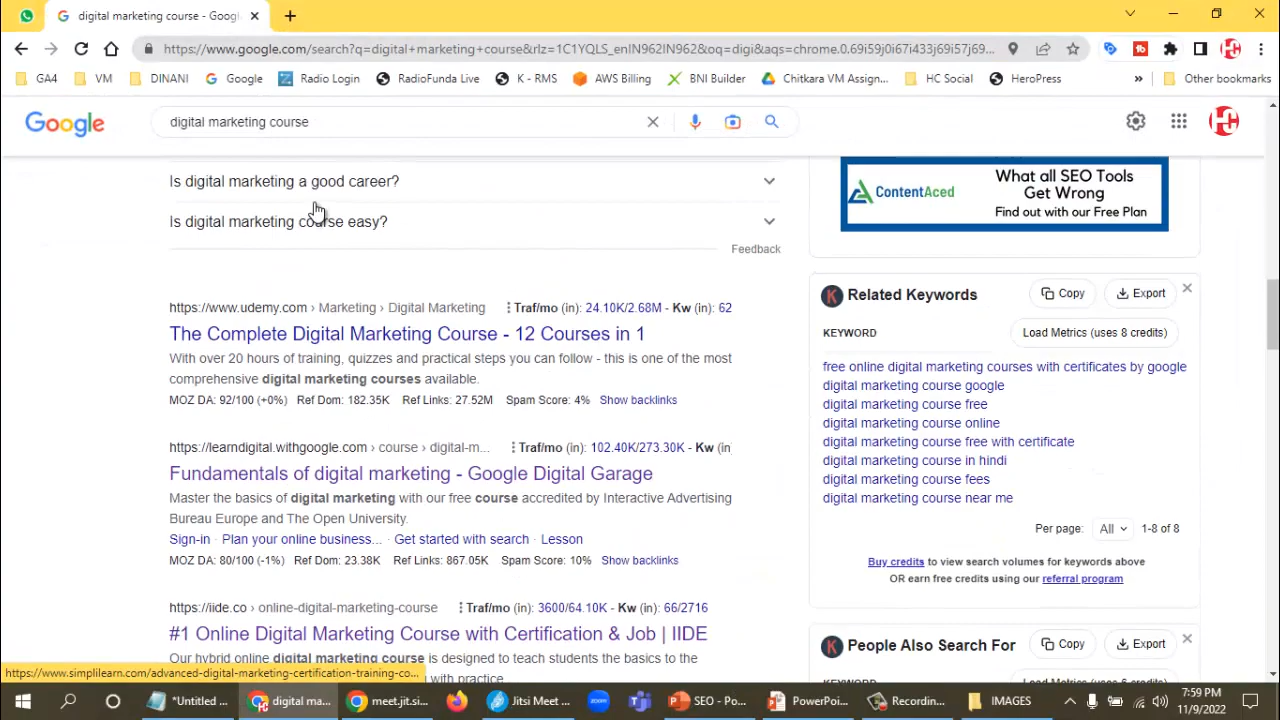 digital marketing course - Goog
https://www.google.com/search?q=digital+marketing+course&rlz=1C1YQLS_enIN962IN962&oq=digi&aqs=chrome.0.69i59j0i67i433j69i57j69...
GA4
VM
DINANI
Google
Radio Login
RadioFunda Live
K - RMS
AWS Billing
BNI Builder
Chitkara VM Assign...
HC Social
HeroPress
»
Other bookmarks
Google
digital marketing course
HC
Is digital marketing a good career?
Is digital marketing course easy?
Feedback
https://www.udemy.com › Marketing › Digital Marketing
Traf/mo (in): 24.10K/2.68M - Kw (in): 62
The Complete Digital Marketing Course - 12 Courses in 1
With over 20 hours of training, quizzes and practical steps you can follow - this is one of the most
comprehensive digital marketing courses available.
MOZ DA: 92/100 (+0%) Ref Dom: 182.35K Ref Links: 27.52M Spam Score: 4% Show backlinks
https://learndigital.withgoogle.com › course › digital-m...
Traf/mo (in): 102.40K/273.30K - Kw (in
Fundamentals of digital marketing - Google Digital Garage
Master the basics of digital marketing with our free course accredited by Interactive Advertising
Bureau Europe and The Open University.
Sign-in · Plan your online business... · Get started with search · Lesson
MOZ DA: 80/100 (-1%) Ref Dom: 23.38K Ref Links: 867.05K Spam Score: 10% Show backlinks
https://iide.co › online-digital-marketing-course
Traf/mo (in): 3600/64.10K - Kw (in): 66/2716
#1 Online Digital Marketing Course with Certification & Job | IIDE
Our hybrid online digital marketing course is designed to teach students the basics to the
with practice.
ContentAced
What all SEO Tools
Get Wrong
Find out with our Free Plan
K
Related Keywords
Copy
Export
KEYWORD
Load Metrics (uses 8 credits)
free online digital marketing courses with certificates by google
digital marketing course google
digital marketing course free
digital marketing course online
digital marketing course free with certificate
digital marketing course in hindi
digital marketing course fees
digital marketing course near me
Per page: All 1-8 of 8
Buy credits to view search volumes for keywords above
OR earn free credits using our referral program
K
People Also Search For
Copy
Export
https://www.simplilearn.com/advanced-digital-marketing-certification-training-co...
*Untitled
digital ma...
meet.jit.si...
Jitsi Meet ...
SEO - Po...
PowerPoi...
Recording...
IMAGES
7:59 PM
11/9/2022